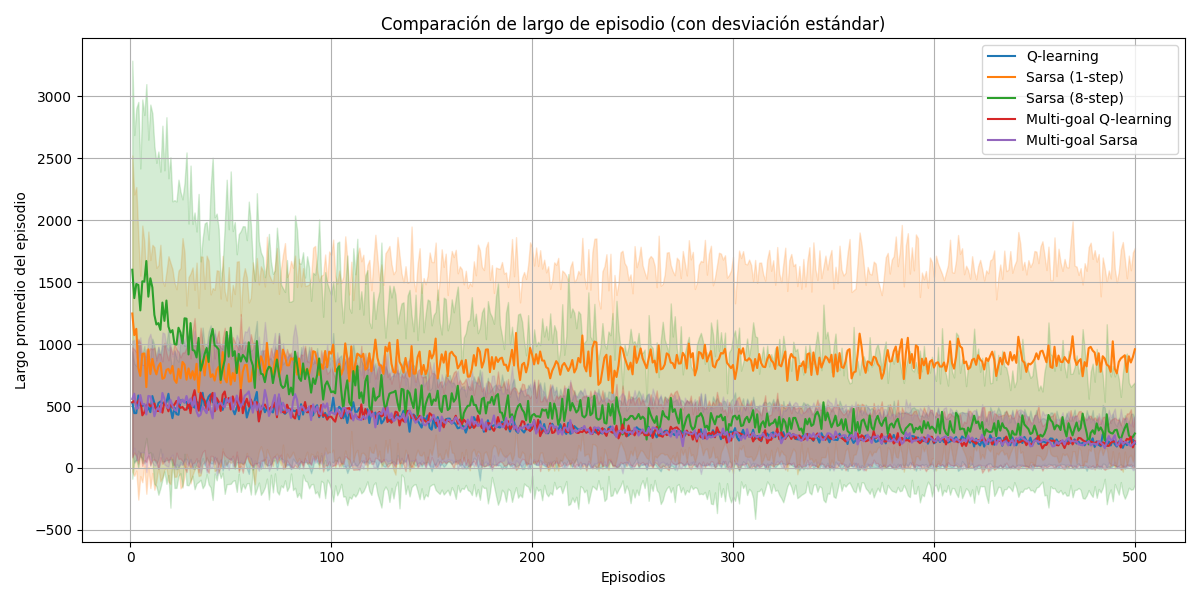 Comparación de largo de episodio (con desviación estándar)
Largo promedio del episodio
3000
2500
2000
1500
1000
500
0
−500
Q-learning
Sarsa (1-step)
Sarsa (8-step)
Multi-goal Q-learning
Multi-goal Sarsa
0
100
200
300
400
500
Episodios